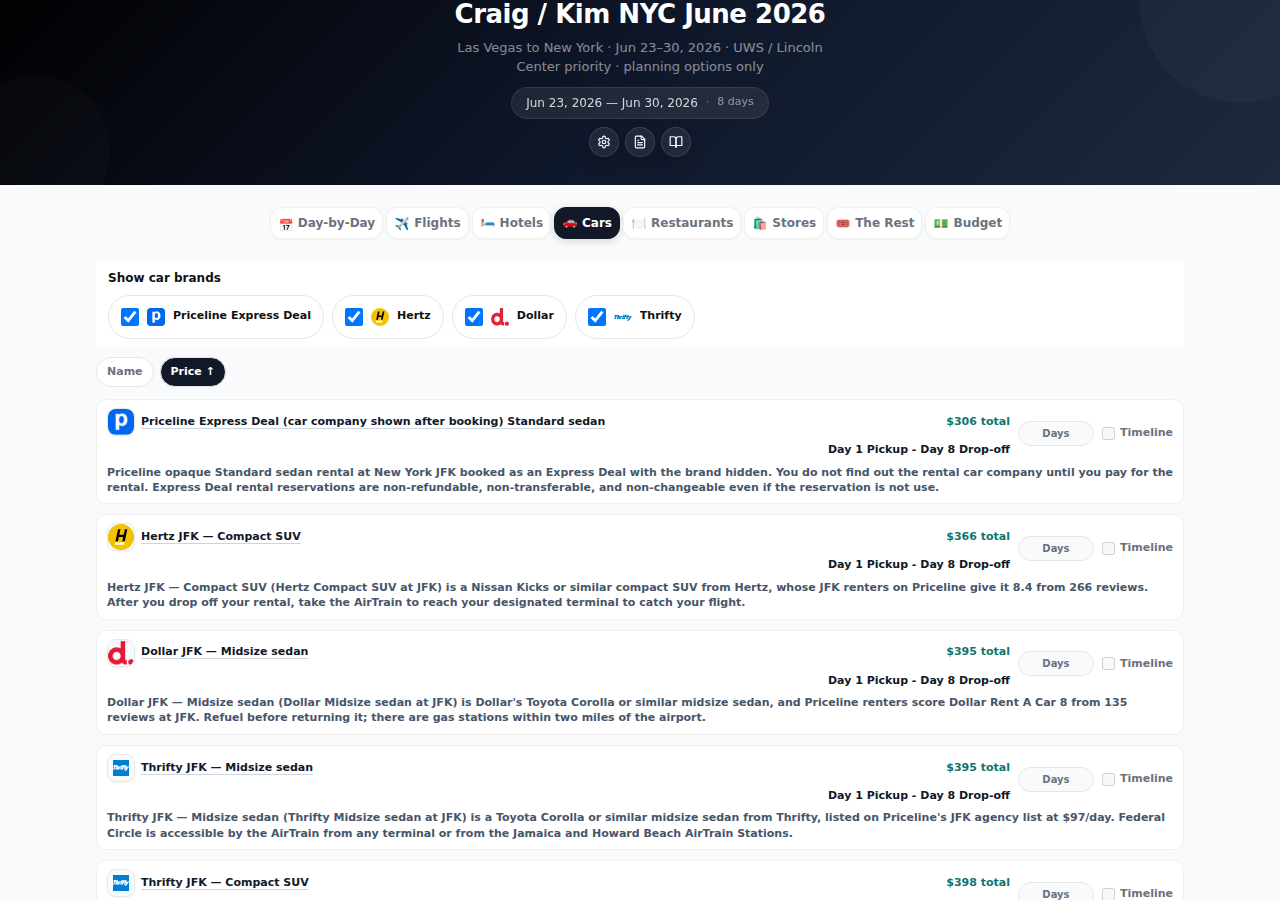 Craig / Kim NYC June 2026
Las Vegas to New York · Jun 23–30, 2026 · UWS / Lincoln
Center priority · planning options only
Jun 23, 2026 — Jun 30, 2026 · 8 days
Day-by-Day Flights Hotels Cars Restaurants Stores The Rest Budget
Show car brands
p Priceline Express Deal H Hertz d. Dollar Thrifty Thrifty
Name Price ↑
p Priceline Express Deal (car company shown after booking) Standard sedan $306 total
Days Timeline
Day 1 Pickup - Day 8 Drop-off
Priceline opaque Standard sedan rental at New York JFK booked as an Express Deal with the brand hidden. You do not find out the rental car company until you pay for the
rental. Express Deal rental reservations are non-refundable, non-transferable, and non-changeable even if the reservation is not use.
H Hertz JFK — Compact SUV $366 total
Days Timeline
Day 1 Pickup - Day 8 Drop-off
Hertz JFK — Compact SUV (Hertz Compact SUV at JFK) is a Nissan Kicks or similar compact SUV from Hertz, whose JFK renters on Priceline give it 8.4 from 266 reviews.
After you drop off your rental, take the AirTrain to reach your designated terminal to catch your flight.
d. Dollar JFK — Midsize sedan $395 total
Days Timeline
Day 1 Pickup - Day 8 Drop-off
Dollar JFK — Midsize sedan (Dollar Midsize sedan at JFK) is Dollar's Toyota Corolla or similar midsize sedan, and Priceline renters score Dollar Rent A Car 8 from 135
reviews at JFK. Refuel before returning it; there are gas stations within two miles of the airport.
Thrifty Thrifty JFK — Midsize sedan $395 total
Days Timeline
Day 1 Pickup - Day 8 Drop-off
Thrifty JFK — Midsize sedan (Thrifty Midsize sedan at JFK) is a Toyota Corolla or similar midsize sedan from Thrifty, listed on Priceline's JFK agency list at $97/day. Federal
Circle is accessible by the AirTrain from any terminal or from the Jamaica and Howard Beach AirTrain Stations.
Thrifty Thrifty JFK — Compact SUV $398 total
Days Timeline